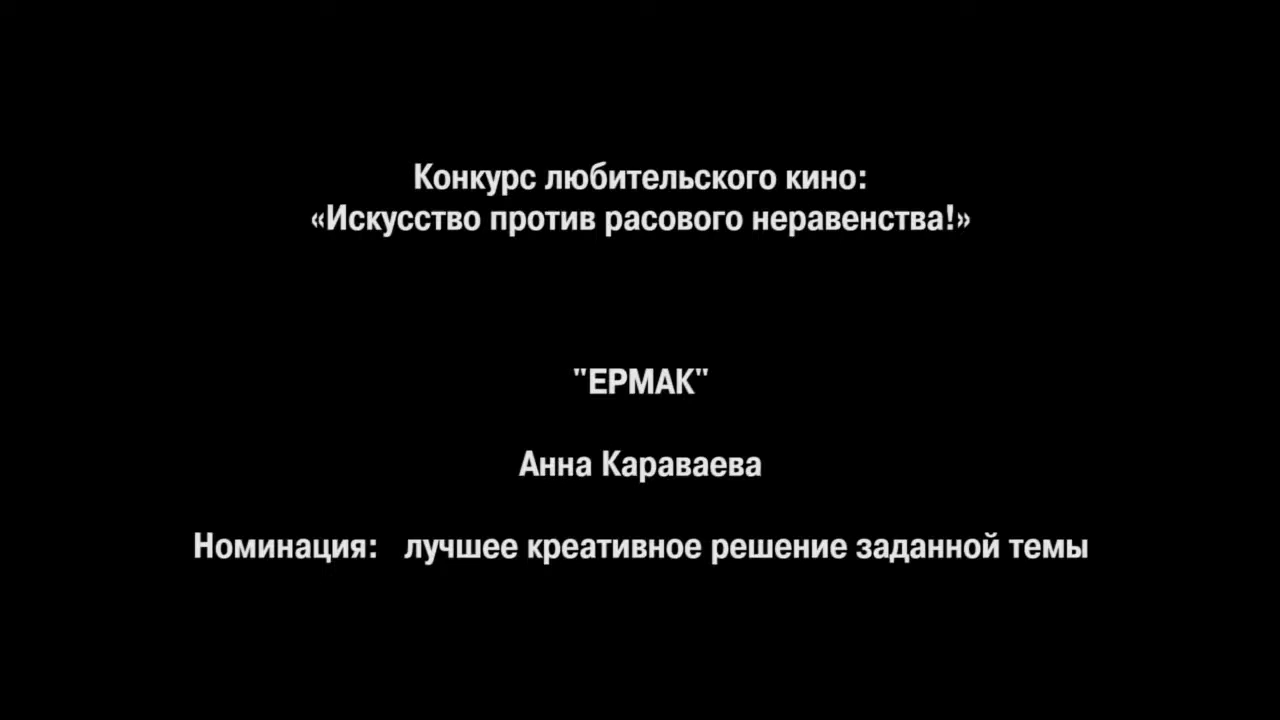 Конкурс любительского кино:
«Искусство против расового неравенства!»
"ЕРМАК"
Анна Караваева
Номинация: лучшее креативное решение заданной темы